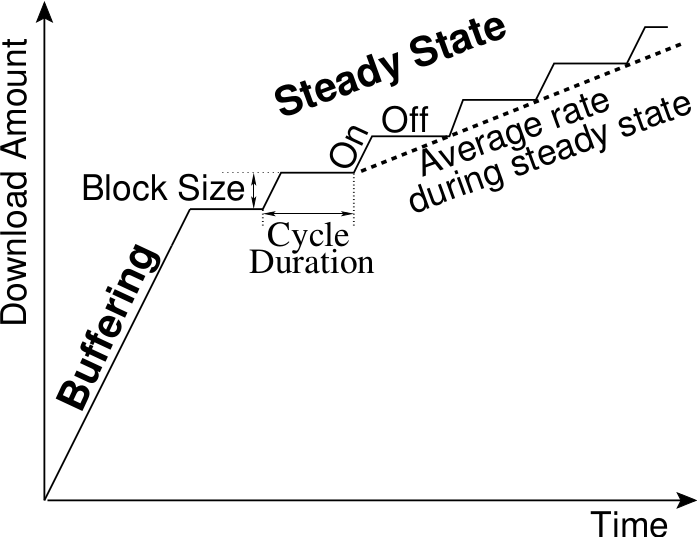 Steady State
Download Amount
On
Off
Average rate
during steady state
Block Size
Cycle
Duration
Buffering
Time